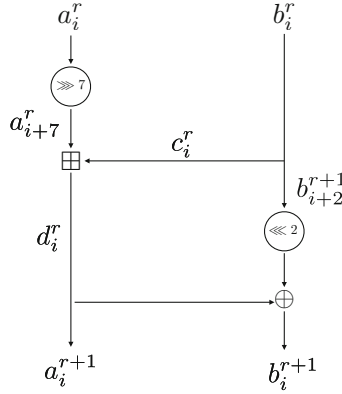 a_i^r b_i^r
⋙ 7
a_{i+7}^r
c_i^r
b_{i+2}^{r+1}
d_i^r
⋘ 2
a_i^{r+1} b_i^{r+1}